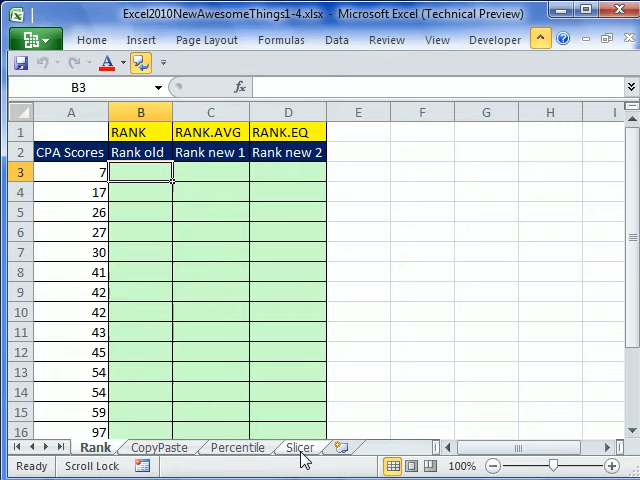 Excel2010NewAwesomeThings1-4.xlsx - Microsoft Excel (Technical Preview)
Home Insert Page Layout Formulas Data Review View Developer
B3 fx
A B C D E F G H I
1 RANK RANK.AVG RANK.EQ
2 CPA Scores Rank old Rank new 1 Rank new 2
3 7
4 17
5 26
6 27
7 30
8 41
9 42
10 42
11 43
12 45
13 54
14 54
15 59
16 97
Rank CopyPaste Percentile Slicer
Ready Scroll Lock 100%